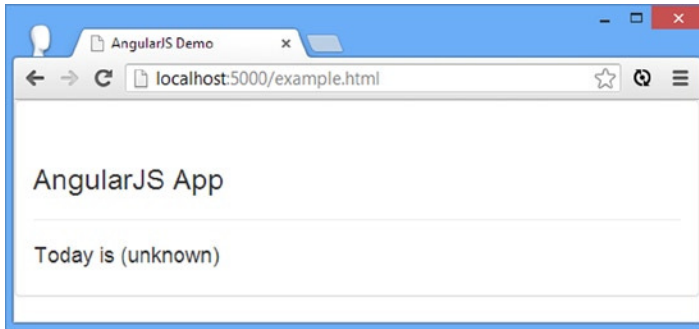 AngularJS Demo
localhost:5000/example.html
AngularJS App
Today is (unknown)